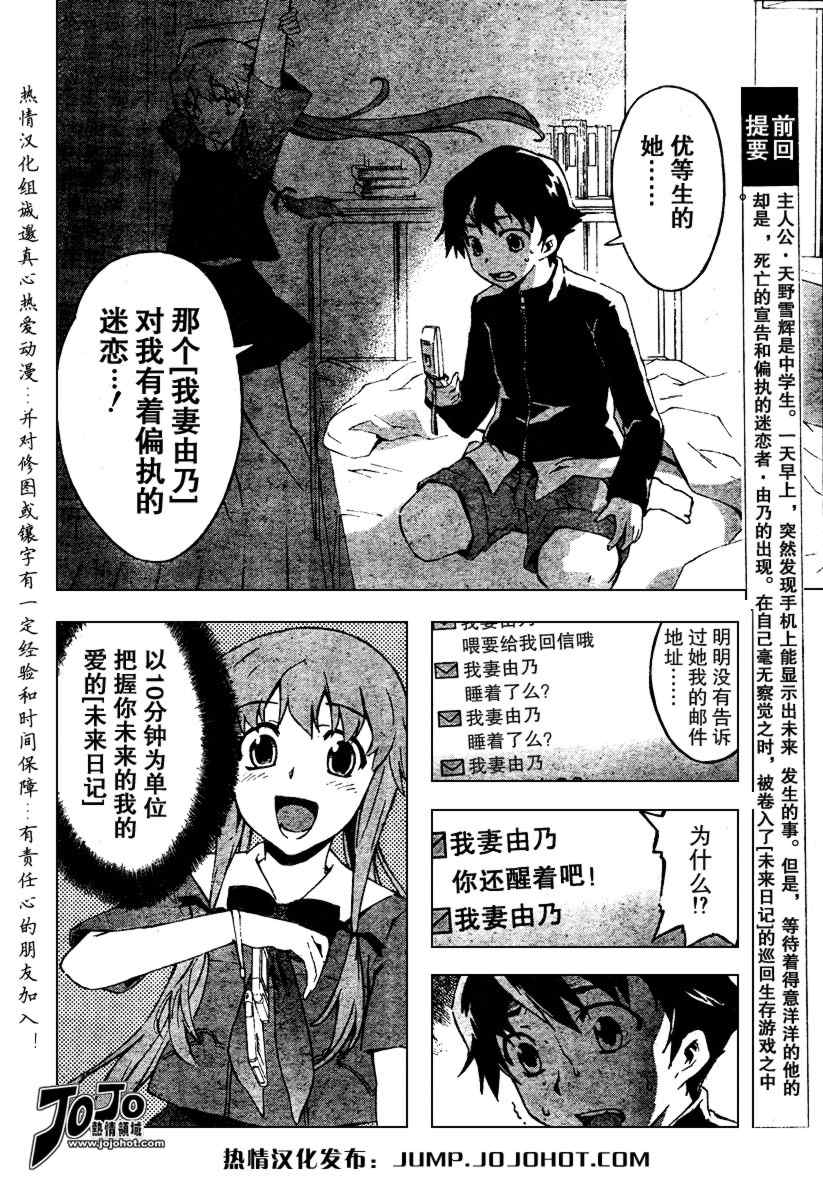 前回
提要
主人公·天野雪辉是中学生。一天早上，突然发现手机上能显示出未来 发生的事。但是，等待着得意洋洋的他的
却是，死亡的宣告和偏执的迷恋者·由乃的出现。在自己毫无察觉之时，被卷入了[未来日记]的巡回生存游戏之中
。
优等生的
她……
那个[我妻由乃]
对我有着偏执的
迷恋…！
明明没有告诉
过她我的邮件
地址……
我妻由乃
喂要给我回信哦
我妻由乃
睡着了么?
我妻由乃
睡着了么?
我妻由乃
为什么!?
我妻由乃
你还醒着吧!
我妻由乃
以10分钟为单位
把握你未来的我的
爱的[未来日记]
热情汉化组诚邀真心热爱动漫…并对修图或镶字有一定经验和时间保障…有责任心的朋友加入！
JOJO
熱情領域
www.jojohot.com
热情汉化发布：JUMP.JOJOHOT.COM